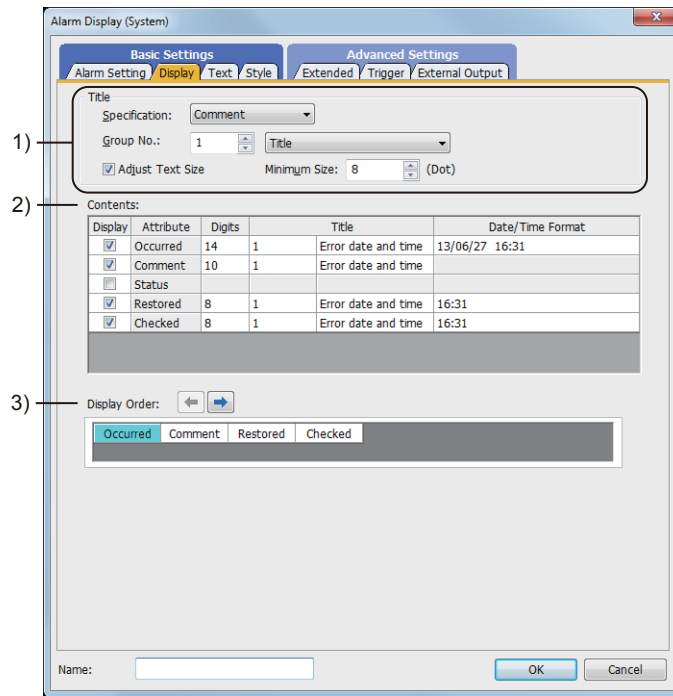 Alarm Display (System)
Basic Settings Advanced Settings
Alarm Setting Display Text Style Extended Trigger External Output
1)
Title
Specification: Comment
Group No.: 1 Title
Adjust Text Size Minimum Size: 8 (Dot)
2)
Contents:
Display Attribute Digits Title Date/Time Format
Occurred 14 1 Error date and time 13/06/27 16:31
Comment 10 1 Error date and time
Status
Restored 8 1 Error date and time 16:31
Checked 8 1 Error date and time 16:31
3)
Display Order:
Occurred Comment Restored Checked
Name: OK Cancel